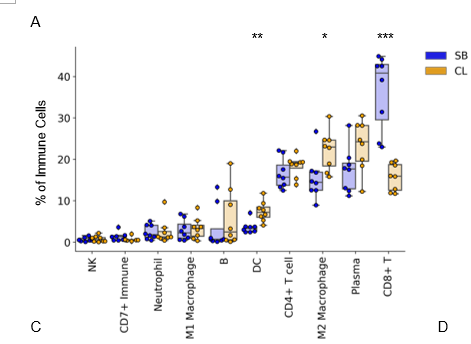 A
** * ***
SB
CL
% of Immune Cells
40
30
20
10
0
NK
CD7+ Immune
Neutrophil
M1 Macrophage
B
DC
CD4+ T cell
M2 Macrophage
Plasma
CD8+ T
C D